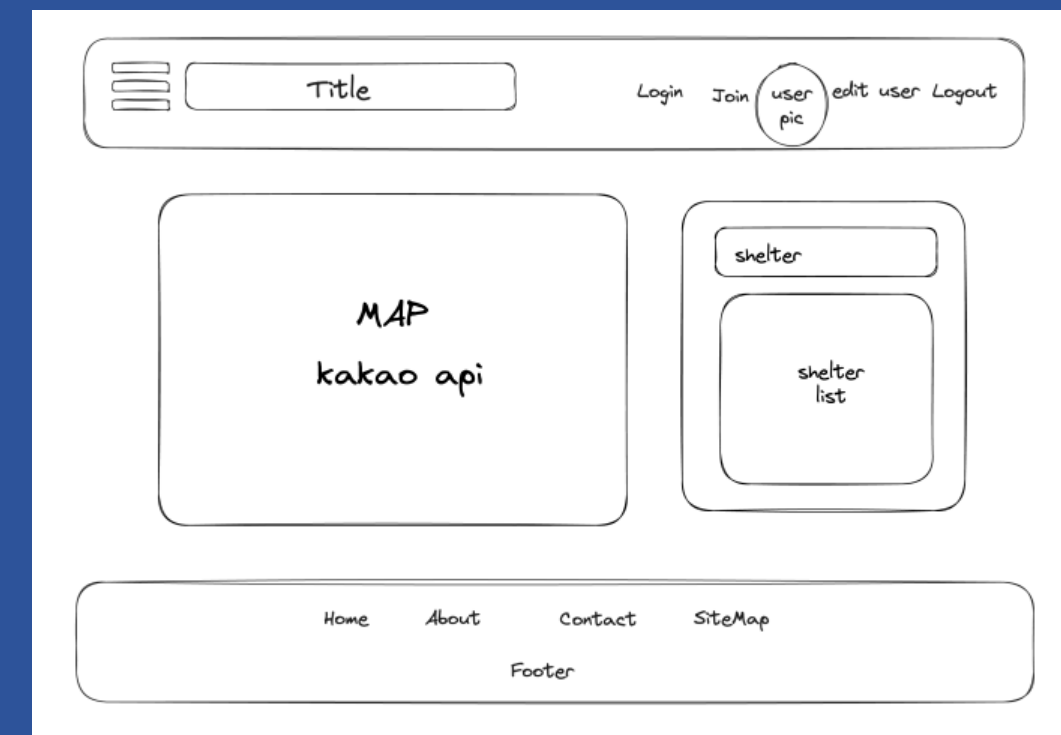 Title
Login Join user pic edit user Logout
MAP
kakao api
shelter
shelter
list
Home About Contact SiteMap
Footer